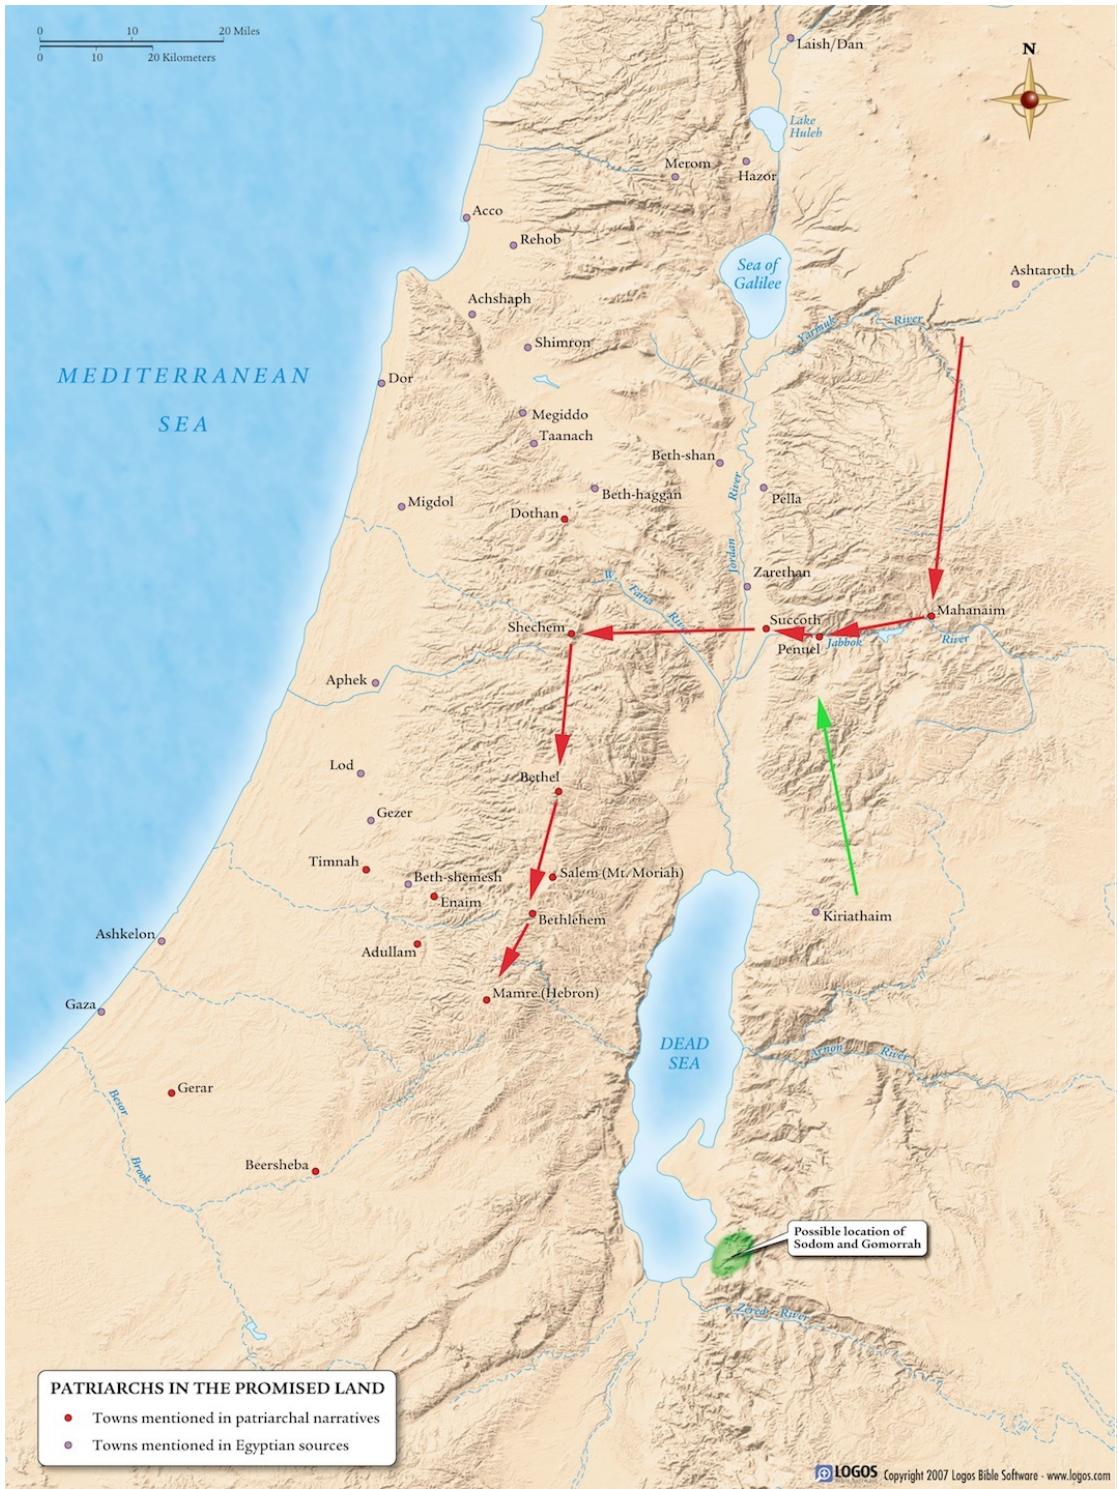 0 10 20 Miles
0 10 20 Kilometers
Laish/Dan
N
Lake
Huleh
Merom
Hazor
Acco
Rehob
Sea of
Galilee
Ashtaroth
Achshaph
Yarmuk River
Shimron
MEDITERRANEAN
SEA
Dor
Megiddo
Taanach
Beth-shan
Jordan River
Beth-haggan
Pella
Migdol
Dothan
Zarethan
W. Faria River
Mahanaim
Succoth
Shechem
Penuel
Jabbok River
Aphek
Lod
Bethel
Gezer
Timnah
Salem (Mt. Moriah)
Beth-shemesh
Enaim
Kiriathaim
Bethlehem
Ashkelon
Adullam
Mamre (Hebron)
Gaza
DEAD
SEA
Arnon River
Gerar
Besor
Brook
Beersheba
Possible location of
Sodom and Gomorrah
Zered River
PATRIARCHS IN THE PROMISED LAND
Towns mentioned in patriarchal narratives
Towns mentioned in Egyptian sources
LOGOS Copyright 2007 Logos Bible Software - www.logos.com